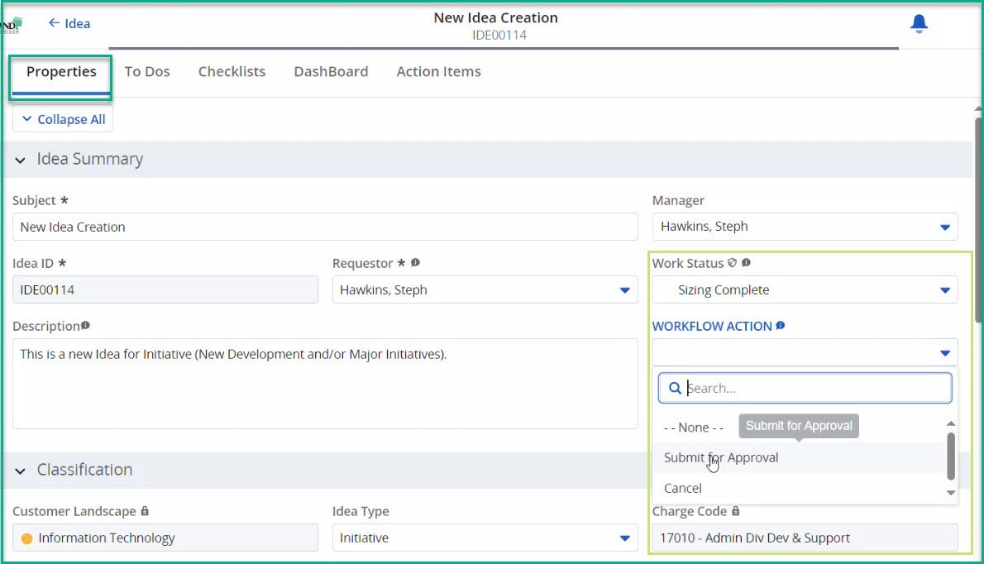 ← Idea
New Idea Creation
IDE00114
Properties To Dos Checklists DashBoard Action Items
Collapse All
Idea Summary
Subject * Manager
New Idea Creation Hawkins, Steph
Idea ID * Requestor * Work Status
IDE00114 Hawkins, Steph Sizing Complete
Description WORKFLOW ACTION
This is a new Idea for Initiative (New Development and/or Major Initiatives).
Search...
- - None - - Submit for Approval
Classification Submit for Approval
Cancel
Customer Landscape Idea Type Charge Code
Information Technology Initiative 17010 - Admin Div Dev & Support